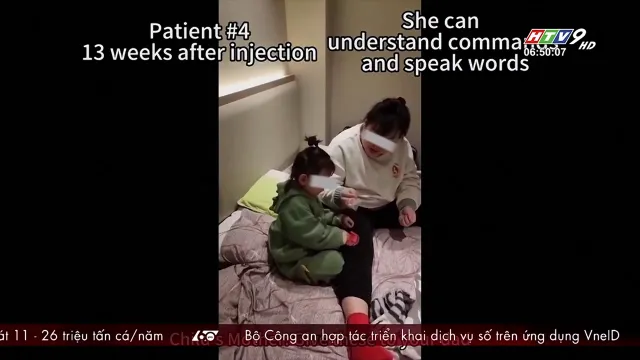 Patient #4
13 weeks after injection
She can
understand commands
and speak words
HTV9 HD
06:50:07
át 11 - 26 triệu tấn cá/năm
60
Bộ Công an hợp tác triển khai dịch vụ số trên ứng dụng VneID